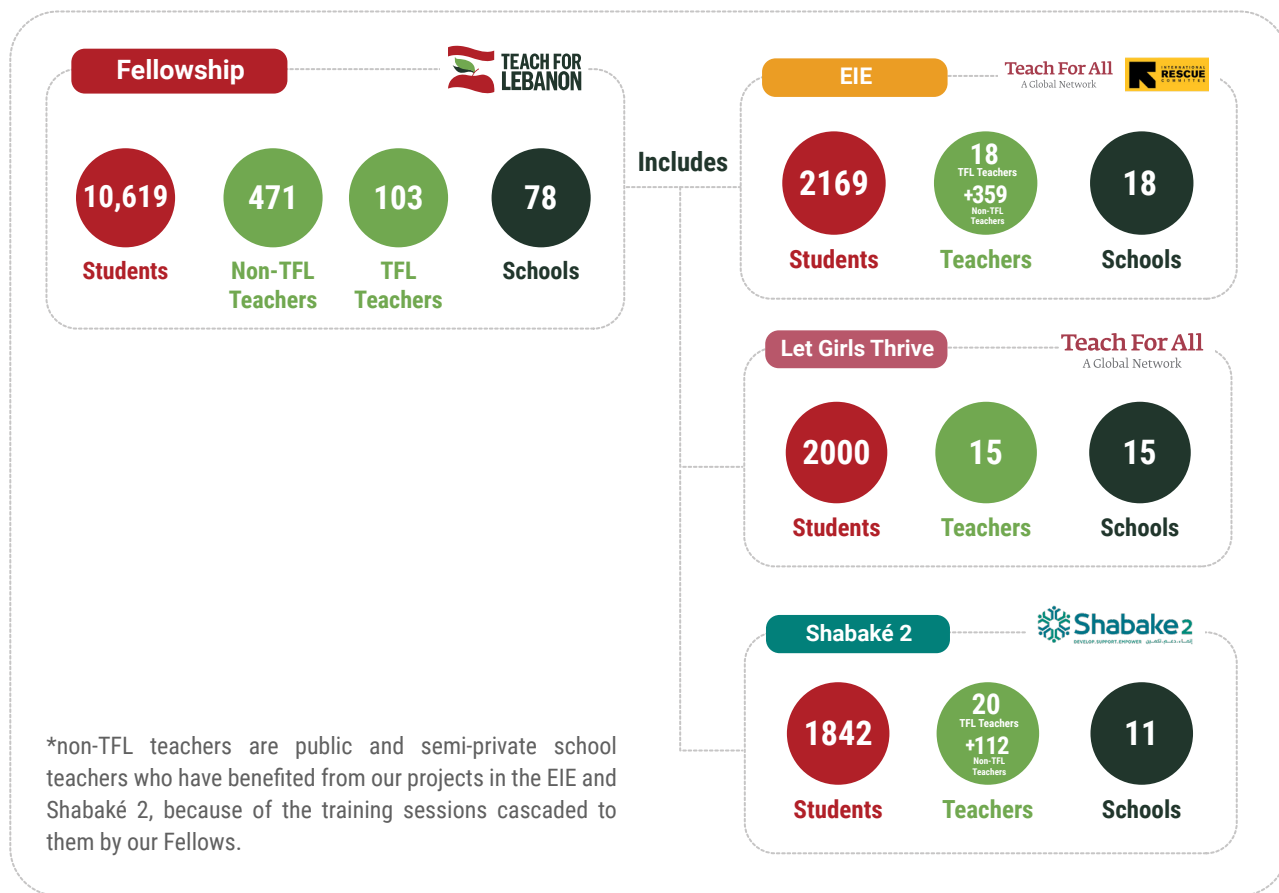 Fellowship
TEACH FOR
LEBANON
10,619
Students
471
Non-TFL
Teachers
103
TFL
Teachers
78
Schools
Includes
EIE
Teach For All
A Global Network
INTERNATIONAL
RESCUE
COMMITTEE
2169
Students
18
TFL Teachers
+359
Non-TFL
Teachers
Teachers
18
Schools
Let Girls Thrive
Teach For All
A Global Network
2000
Students
15
Teachers
15
Schools
Shabaké 2
Shabake 2
DEVELOP.SUPPORT.EMPOWER
1842
Students
20
TFL Teachers
+112
Non-TFL
Teachers
Teachers
11
Schools
*non-TFL teachers are public and semi-private school
teachers who have benefited from our projects in the EIE and
Shabaké 2, because of the training sessions cascaded to
them by our Fellows.